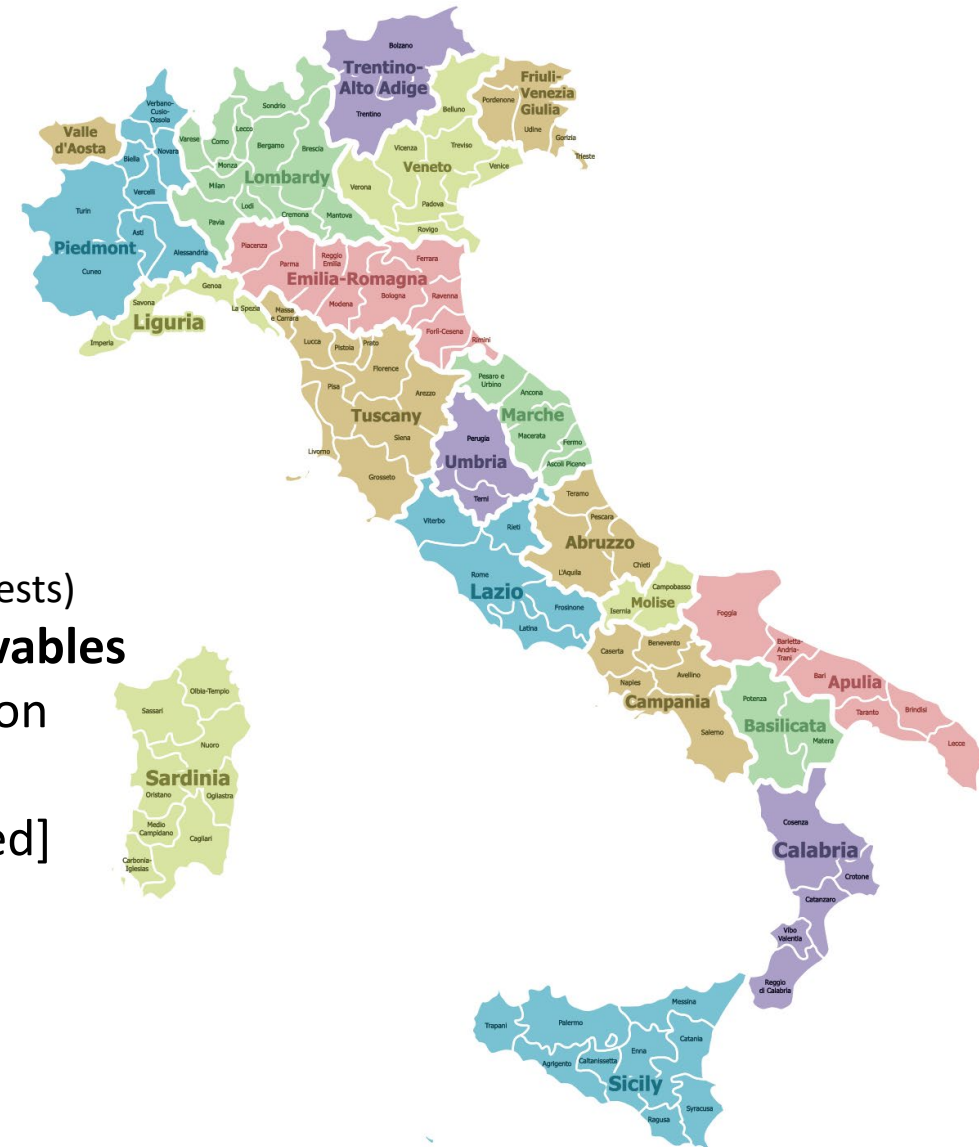 Bolzano
Trentino-
Alto Adige
Trentino
Friuli-
Venezia
Giulia
Pordenone
Udine
Gorizia
Trieste
Belluno
Vicenza
Treviso
Veneto
Venice
Verona
Padova
Rovigo
Valle
d'Aosta
Verbano-
Cusio-
Ossola
Biella
Novara
Vercelli
Turin
Asti
Piedmont
Alessandria
Cuneo
Sondrio
Varese
Como
Lecco
Bergamo
Brescia
Monza
Lombardy
Milan
Lodi
Pavia
Cremona
Mantova
Piacenza
Parma
Reggio
Emilia
Ferrara
Emilia-Romagna
Modena
Bologna
Ravenna
Forlì-Cesena
Rimini
Genoa
Savona
La Spezia
Liguria
Imperia
Massa
e Carrara
Lucca
Pistoia
Prato
Florence
Pisa
Arezzo
Tuscany
Siena
Livorno
Grosseto
Pesaro e
Urbino
Ancona
Marche
Macerata
Fermo
Ascoli Piceno
Perugia
Umbria
Terni
Viterbo
Rieti
Rome
Lazio
Frosinone
Latina
Teramo
Pescara
Abruzzo
L'Aquila
Chieti
Campobasso
Isernia
Molise
Caserta
Benevento
Naples
Avellino
Campania
Salerno
Foggia
Barletta-
Andria-
Trani
Bari
Apulia
Taranto
Brindisi
Lecce
Potenza
Basilicata
Matera
ests)
vables
on
ed]
Olbia-Templo
Sassari
Nuoro
Sardinia
Oristano
Ogliastra
Medio
Campidano
Cagliari
Carbonia-
Iglesias
Cosenza
Calabria
Crotone
Catanzaro
Vibo
Valentia
Reggio
di Calabria
Messina
Trapani
Palermo
Catania
Enna
Agrigento
Caltanissetta
Sicily
Syracusa
Ragusa